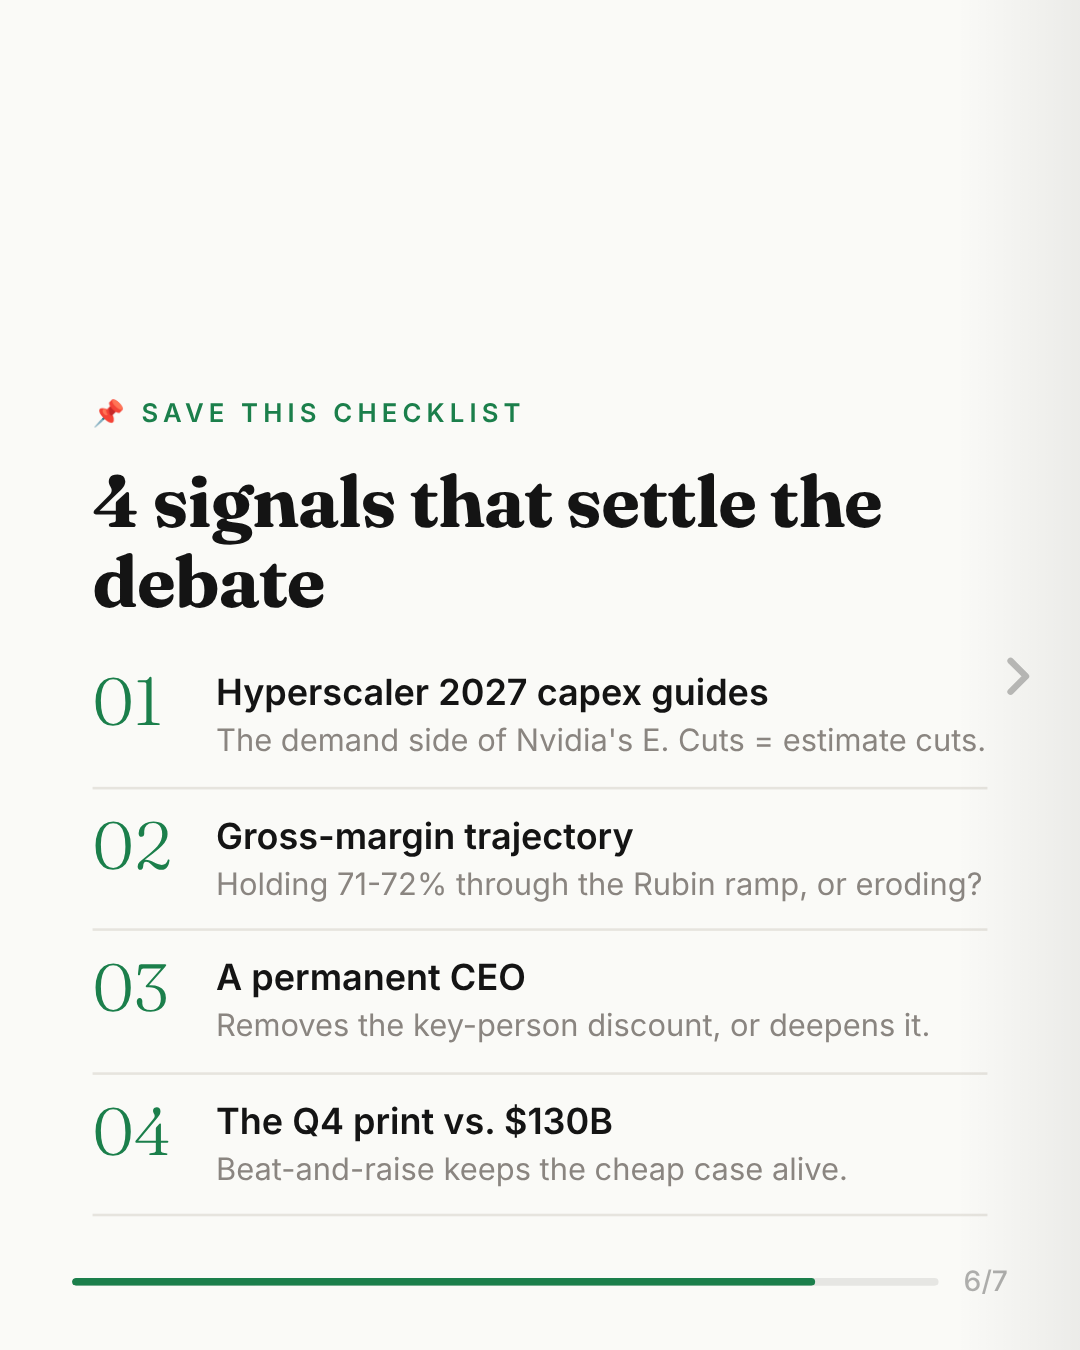 📌 SAVE THIS CHECKLIST
4 signals that settle the
debate
01 Hyperscaler 2027 capex guides
The demand side of Nvidia's E. Cuts = estimate cuts.
02 Gross-margin trajectory
Holding 71-72% through the Rubin ramp, or eroding?
03 A permanent CEO
Removes the key-person discount, or deepens it.
04 The Q4 print vs. $130B
Beat-and-raise keeps the cheap case alive.
6/7